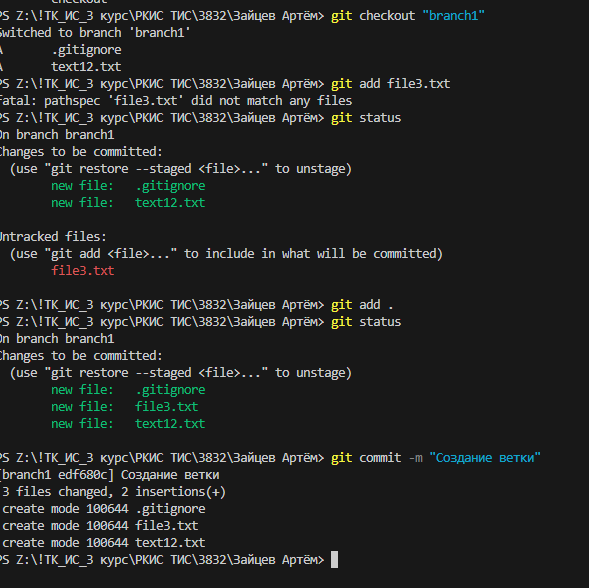 checkout
PS Z:\!ТК_ИС_3 курс\РКИС ТИС\3832\Зайцев Артём> git checkout "branch1"
Switched to branch 'branch1'
A       .gitignore
A       text12.txt
PS Z:\!ТК_ИС_3 курс\РКИС ТИС\3832\Зайцев Артём> git add file3.txt
fatal: pathspec 'file3.txt' did not match any files
PS Z:\!ТК_ИС_3 курс\РКИС ТИС\3832\Зайцев Артём> git status
On branch branch1
Changes to be committed:
  (use "git restore --staged <file>..." to unstage)
        new file:   .gitignore
        new file:   text12.txt
Untracked files:
  (use "git add <file>..." to include in what will be committed)
        file3.txt
PS Z:\!ТК_ИС_3 курс\РКИС ТИС\3832\Зайцев Артём> git add .
PS Z:\!ТК_ИС_3 курс\РКИС ТИС\3832\Зайцев Артём> git status
On branch branch1
Changes to be committed:
  (use "git restore --staged <file>..." to unstage)
        new file:   .gitignore
        new file:   file3.txt
        new file:   text12.txt
PS Z:\!ТК_ИС_3 курс\РКИС ТИС\3832\Зайцев Артём> git commit -m "Создание ветки"
[branch1 edf680c] Создание ветки
 3 files changed, 2 insertions(+)
 create mode 100644 .gitignore
 create mode 100644 file3.txt
 create mode 100644 text12.txt
PS Z:\!ТК_ИС_3 курс\РКИС ТИС\3832\Зайцев Артём>